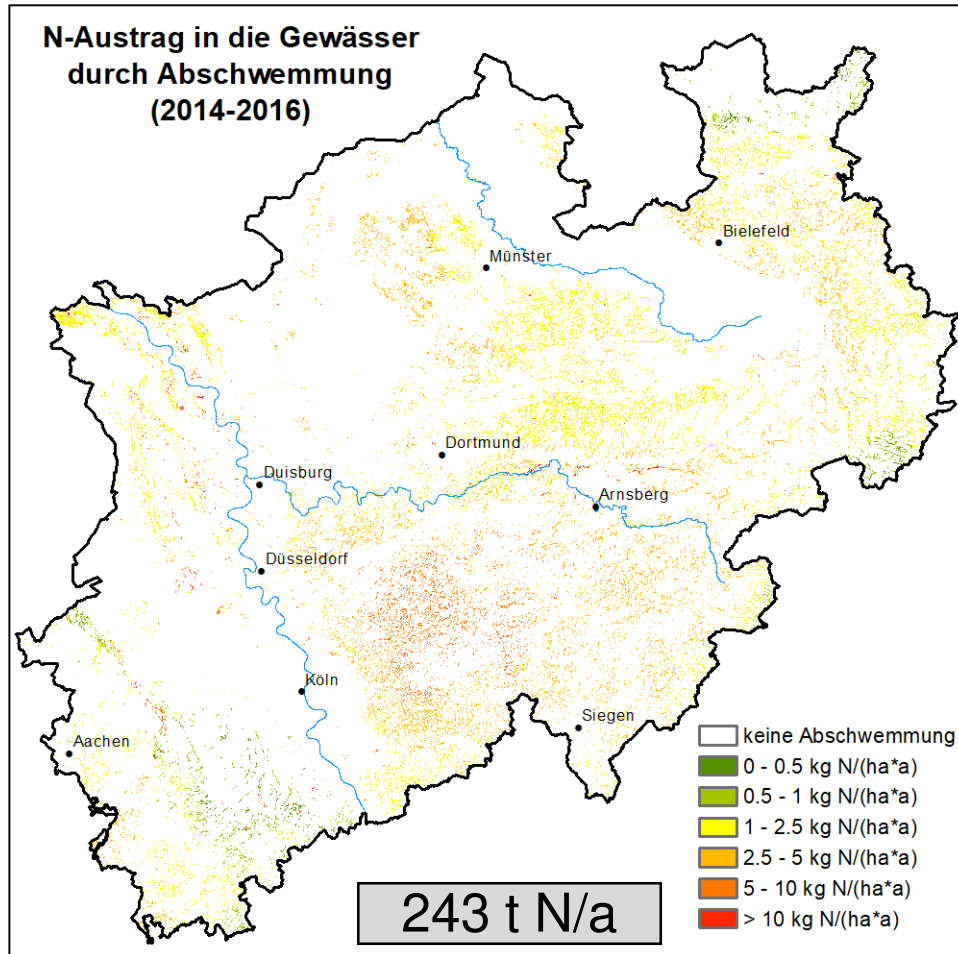 N-Austrag in die Gewässer
durch Abschwemmung
(2014-2016)
Bielefeld
Münster
Dortmund
Duisburg
Arnsberg
Düsseldorf
Köln
Siegen
Aachen
keine Abschwemmung
0 - 0.5 kg N/(ha*a)
0.5 - 1 kg N/(ha*a)
1 - 2.5 kg N/(ha*a)
2.5 - 5 kg N/(ha*a)
5 - 10 kg N/(ha*a)
> 10 kg N/(ha*a)
243 t N/a